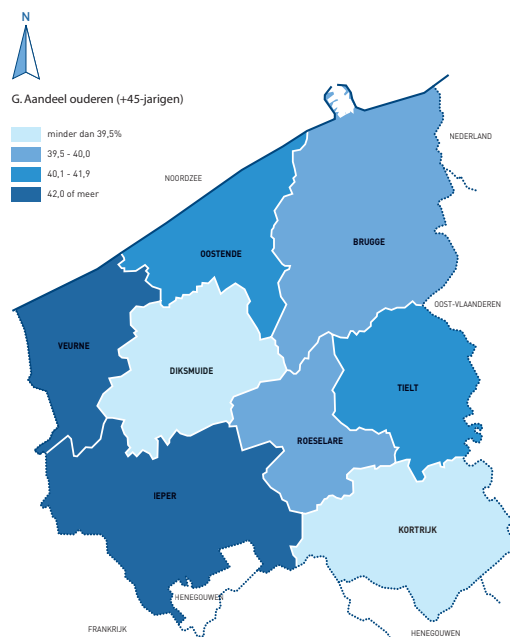 N
G. Aandeel ouderen (+45-jarigen)
minder dan 39,5%
39,5 - 40,0
40,1 - 41,9
42,0 of meer
NEDERLAND
NOORDZEE
BRUGGE
OOSTENDE
OOST-VLAANDEREN
VEURNE
DIKSMUIDE
TIELT
ROESELARE
IEPER
KORTRIJK
HENEGOUWEN
FRANKRIJK
HENEGOUWEN